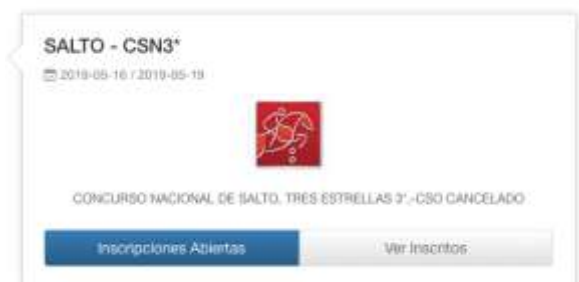 SALTO - CSN3*
2019-05-16 / 2019-05-19
CONCURSO NACIONAL DE SALTO, TRES ESTRELLAS 3*.-CSO CANCELADO
Inscripciones Abiertas
Ver Inscritos